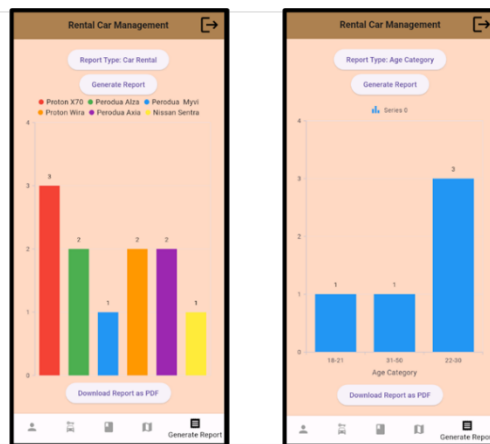 Rental Car Management
Report Type: Car Rental
Generate Report
Proton X70 Perodua Alza Perodua Myvi
Proton Wira Perodua Axia Nissan Sentra
4
3
2
1
0
3
2
1
2
2
1
Download Report as PDF
Generate Report
Rental Car Management
Report Type: Age Category
Generate Report
Series 0
4
3
2
1
0
1
1
3
18-21
31-50
22-30
Age Category
Download Report as PDF
Generate Repor